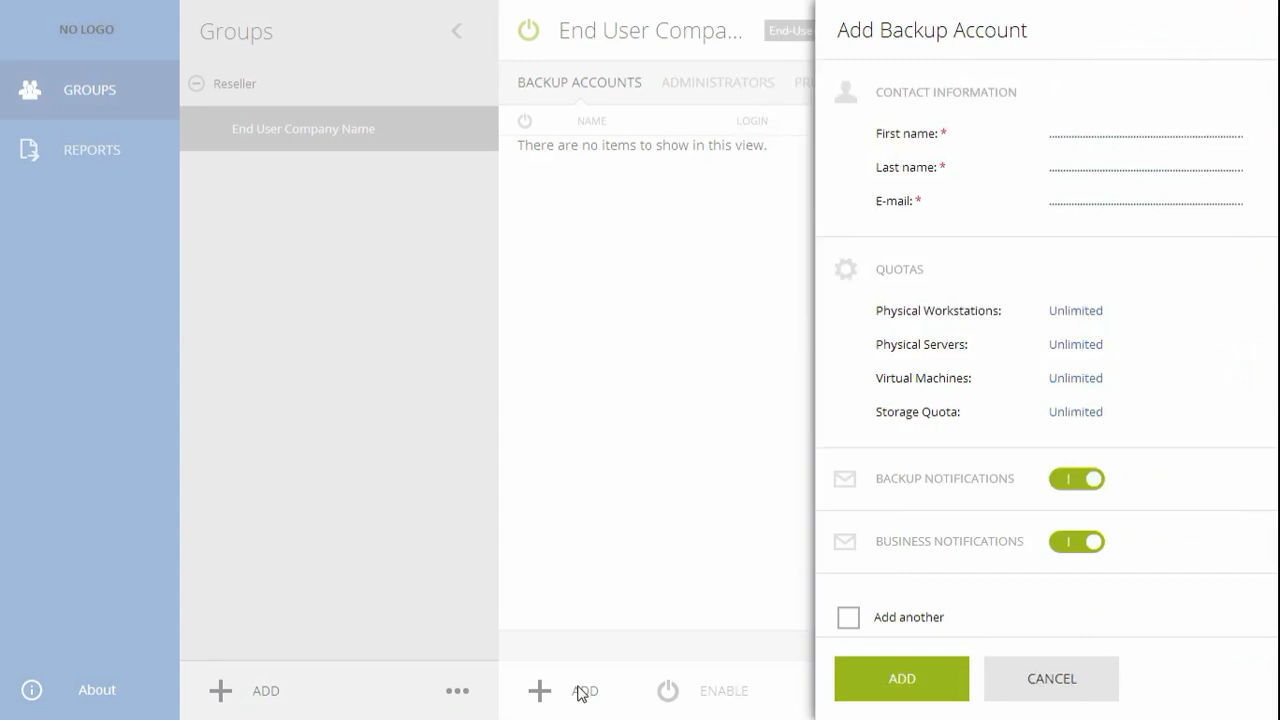 NO LOGO
GROUPS
REPORTS
About
Groups
Reseller
End User Company Name
ADD
End User Compa...
End-Use
BACKUP ACCOUNTS ADMINISTRATORS PR
NAME LOGIN
There are no items to show in this view.
ADD ENABLE
Add Backup Account
CONTACT INFORMATION
First name: *
Last name: *
E-mail: *
QUOTAS
Physical Workstations: Unlimited
Physical Servers: Unlimited
Virtual Machines: Unlimited
Storage Quota: Unlimited
BACKUP NOTIFICATIONS
BUSINESS NOTIFICATIONS
Add another
ADD CANCEL